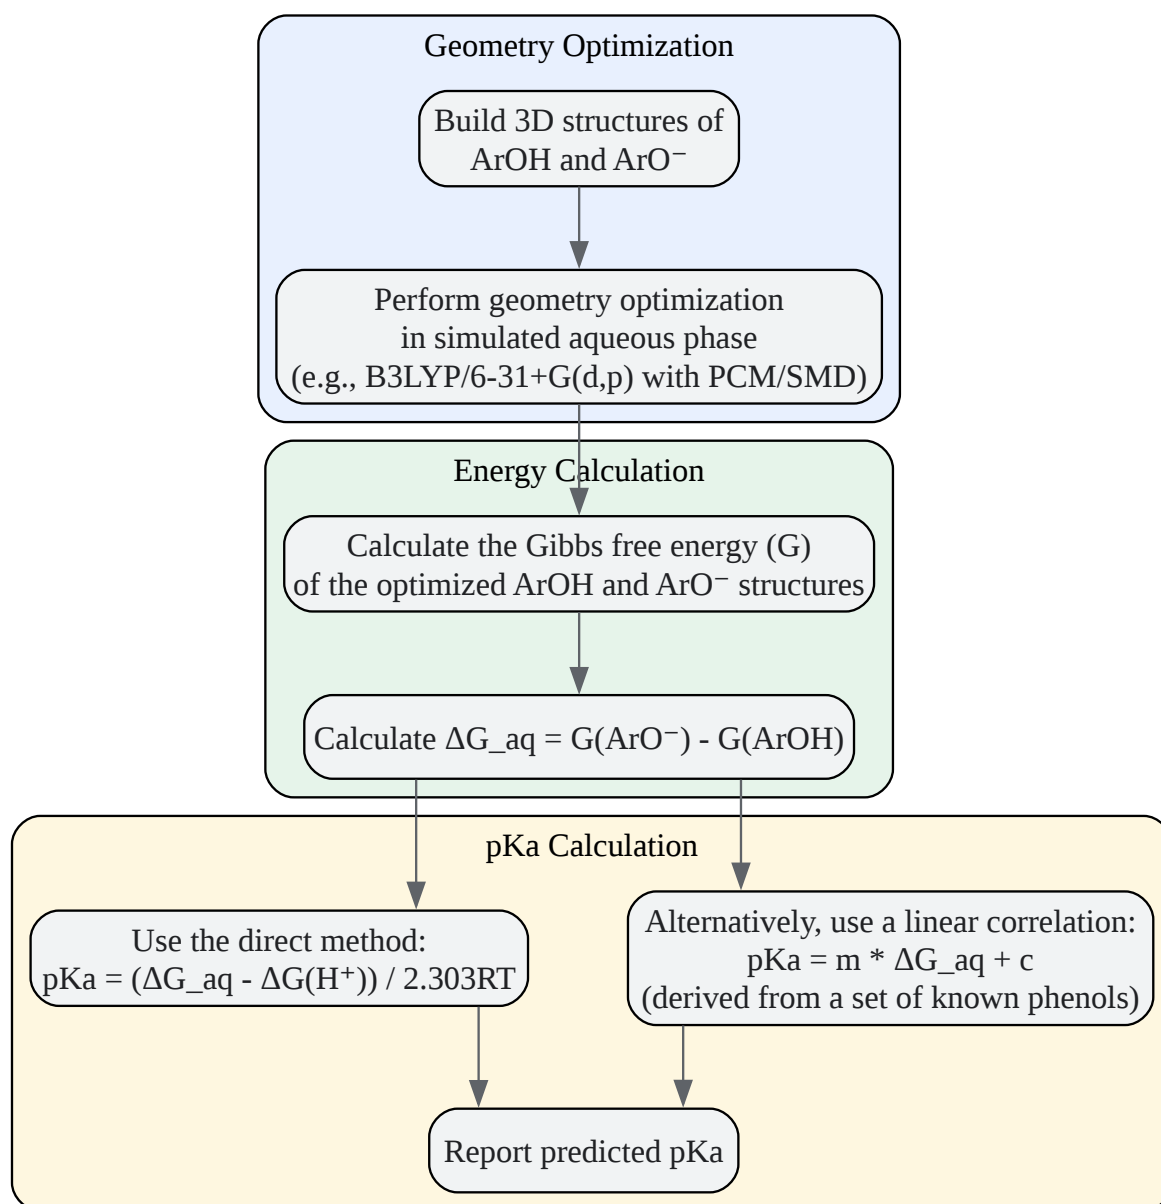 Geometry Optimization
Build 3D structures of
ArOH and ArO⁻
Perform geometry optimization
in simulated aqueous phase
(e.g., B3LYP/6-31+G(d,p) with PCM/SMD)
Energy Calculation
Calculate the Gibbs free energy (G)
of the optimized ArOH and ArO⁻ structures
Calculate ΔG_aq = G(ArO⁻) - G(ArOH)
pKa Calculation
Use the direct method:
pKa = (ΔG_aq - ΔG(H⁺)) / 2.303RT
Alternatively, use a linear correlation:
pKa = m * ΔG_aq + c
(derived from a set of known phenols)
Report predicted pKa